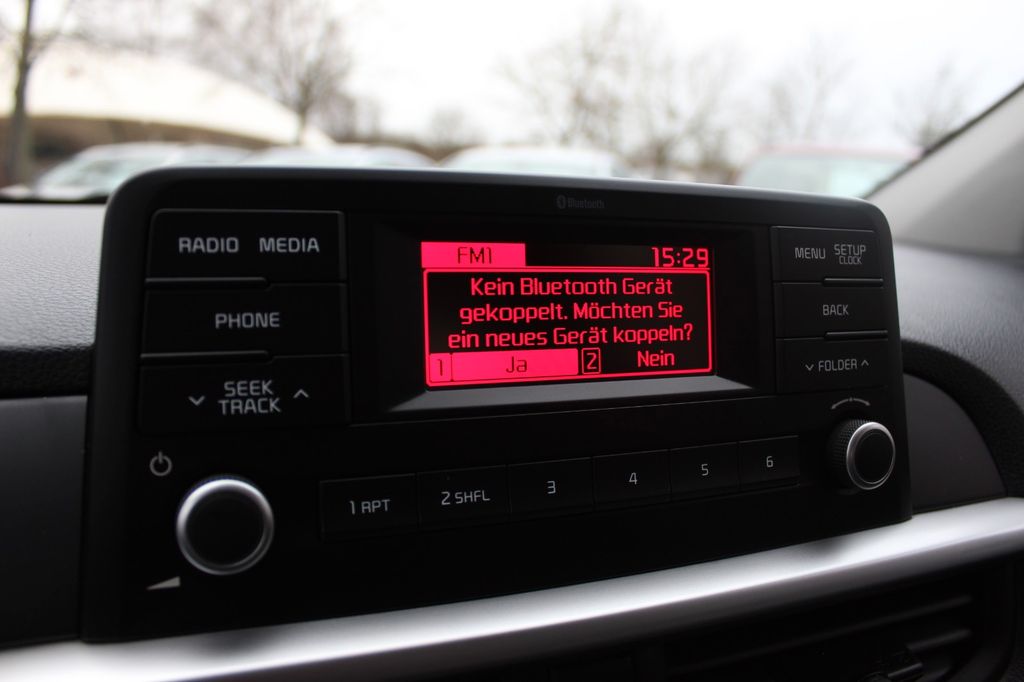 Bluetooth
RADIO MEDIA
PHONE
SEEK
TRACK
FM1 15:29
Kein Bluetooth Gerät
gekoppelt. Möchten Sie
ein neues Gerät koppeln?
1 Ja 2 Nein
MENU SETUP
CLOCK
BACK
FOLDER
1 RPT 2 SHFL 3 4 5 6